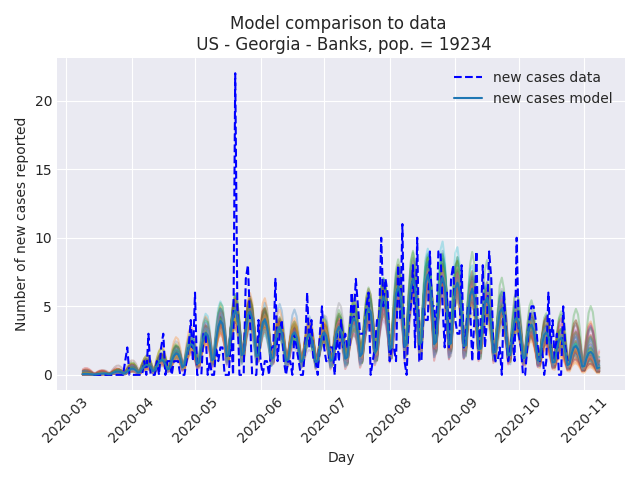 Model comparison to data
US - Georgia - Banks, pop. = 19234
new cases data
new cases model
Number of new cases reported
20
15
10
5
0
2020-03
2020-04
2020-05
2020-06
2020-07
2020-08
2020-09
2020-10
2020-11
Day